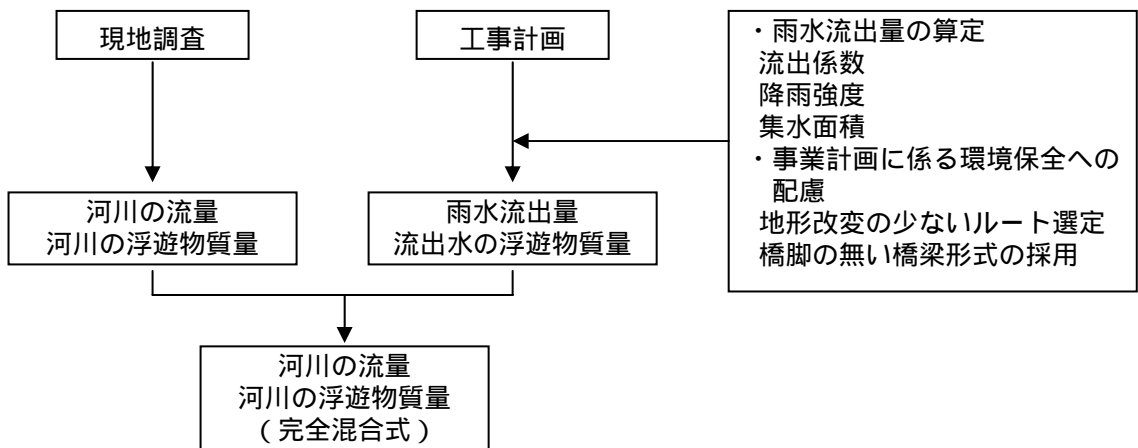 現地調査
工事計画
・雨水流出量の算定
流出係数
降雨強度
集水面積
・事業計画に係る環境保全への
配慮
地形改変の少ないルート選定
橋脚の無い橋梁形式の採用
河川の流量
河川の浮遊物質量
雨水流出量
流出水の浮遊物質量
河川の流量
河川の浮遊物質量
（完全混合式）